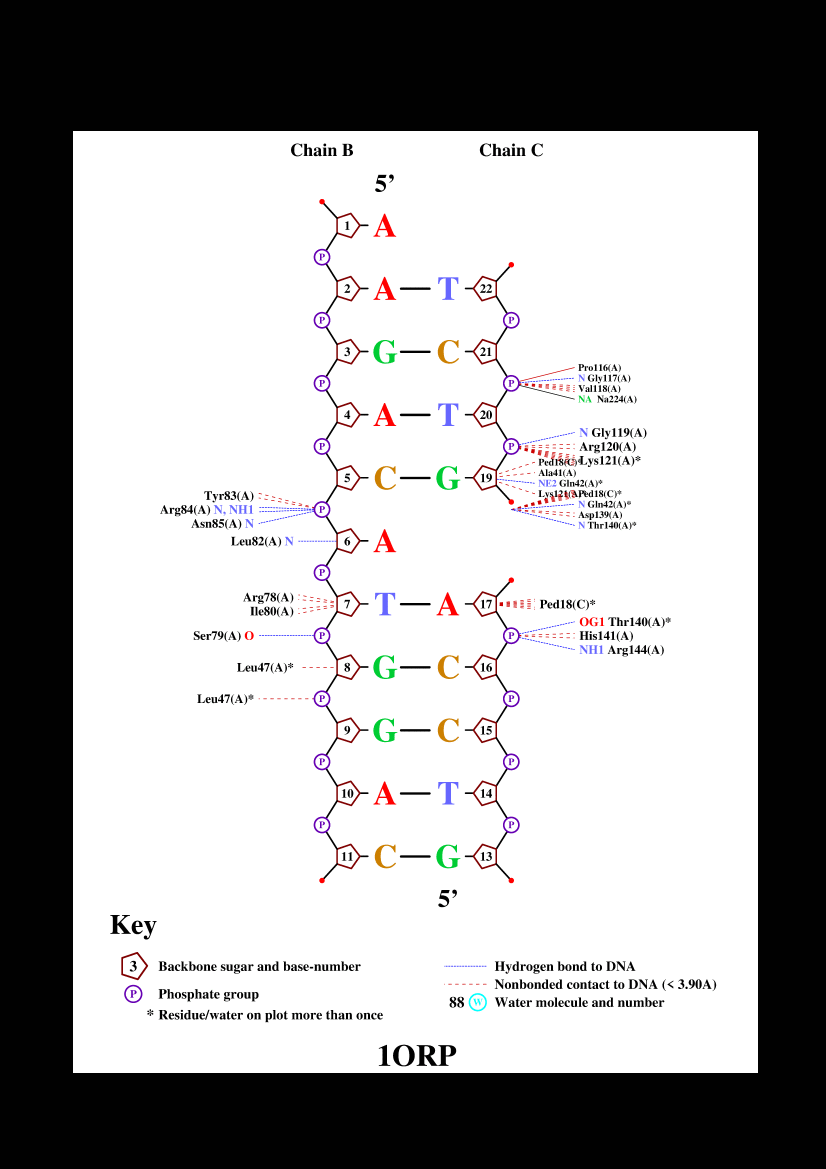 Chain B Chain C
5’
1 A
P
2 A T 22
P P
3 G C 21
Pro116(A)
N Gly117(A)
P P
Val118(A)
NA Na224(A)
4 A T 20
N Gly119(A)
P P
Arg120(A)
Lys121(A)*
Ped18(C)*
Ala41(A)
5 C G 19
NE2 Gln42(A)*
Lys121(A)*
Ped18(C)*
Tyr83(A)
N Gln42(A)*
Arg84(A) N, NH1 P
Asp139(A)
Asn85(A) N
N Thr140(A)*
Leu82(A) N 6 A
P
Arg78(A)
7 T A 17 Ped18(C)*
Ile80(A)
OG1 Thr140(A)*
Ser79(A) O P P His141(A)
NH1 Arg144(A)
Leu47(A)* 8 G C 16
Leu47(A)* P P
9 G C 15
P P
10 A T 14
P P
11 C G 13
5’
Key
3 Backbone sugar and base-number
P Phosphate group
* Residue/water on plot more than once
Hydrogen bond to DNA
Nonbonded contact to DNA (< 3.90A)
88 W Water molecule and number
1ORP